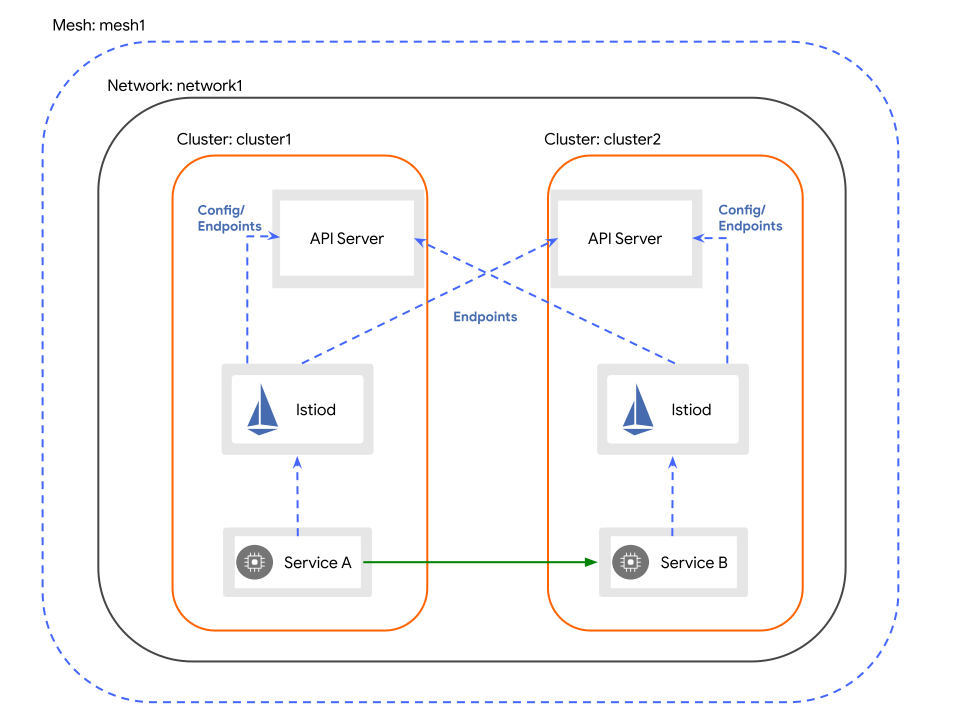 Mesh: mesh1
Network: network1
Cluster: cluster1
Cluster: cluster2
Config/
Endpoints
API Server
API Server
Config/
Endpoints
Endpoints
Istiod
Istiod
Service A
Service B